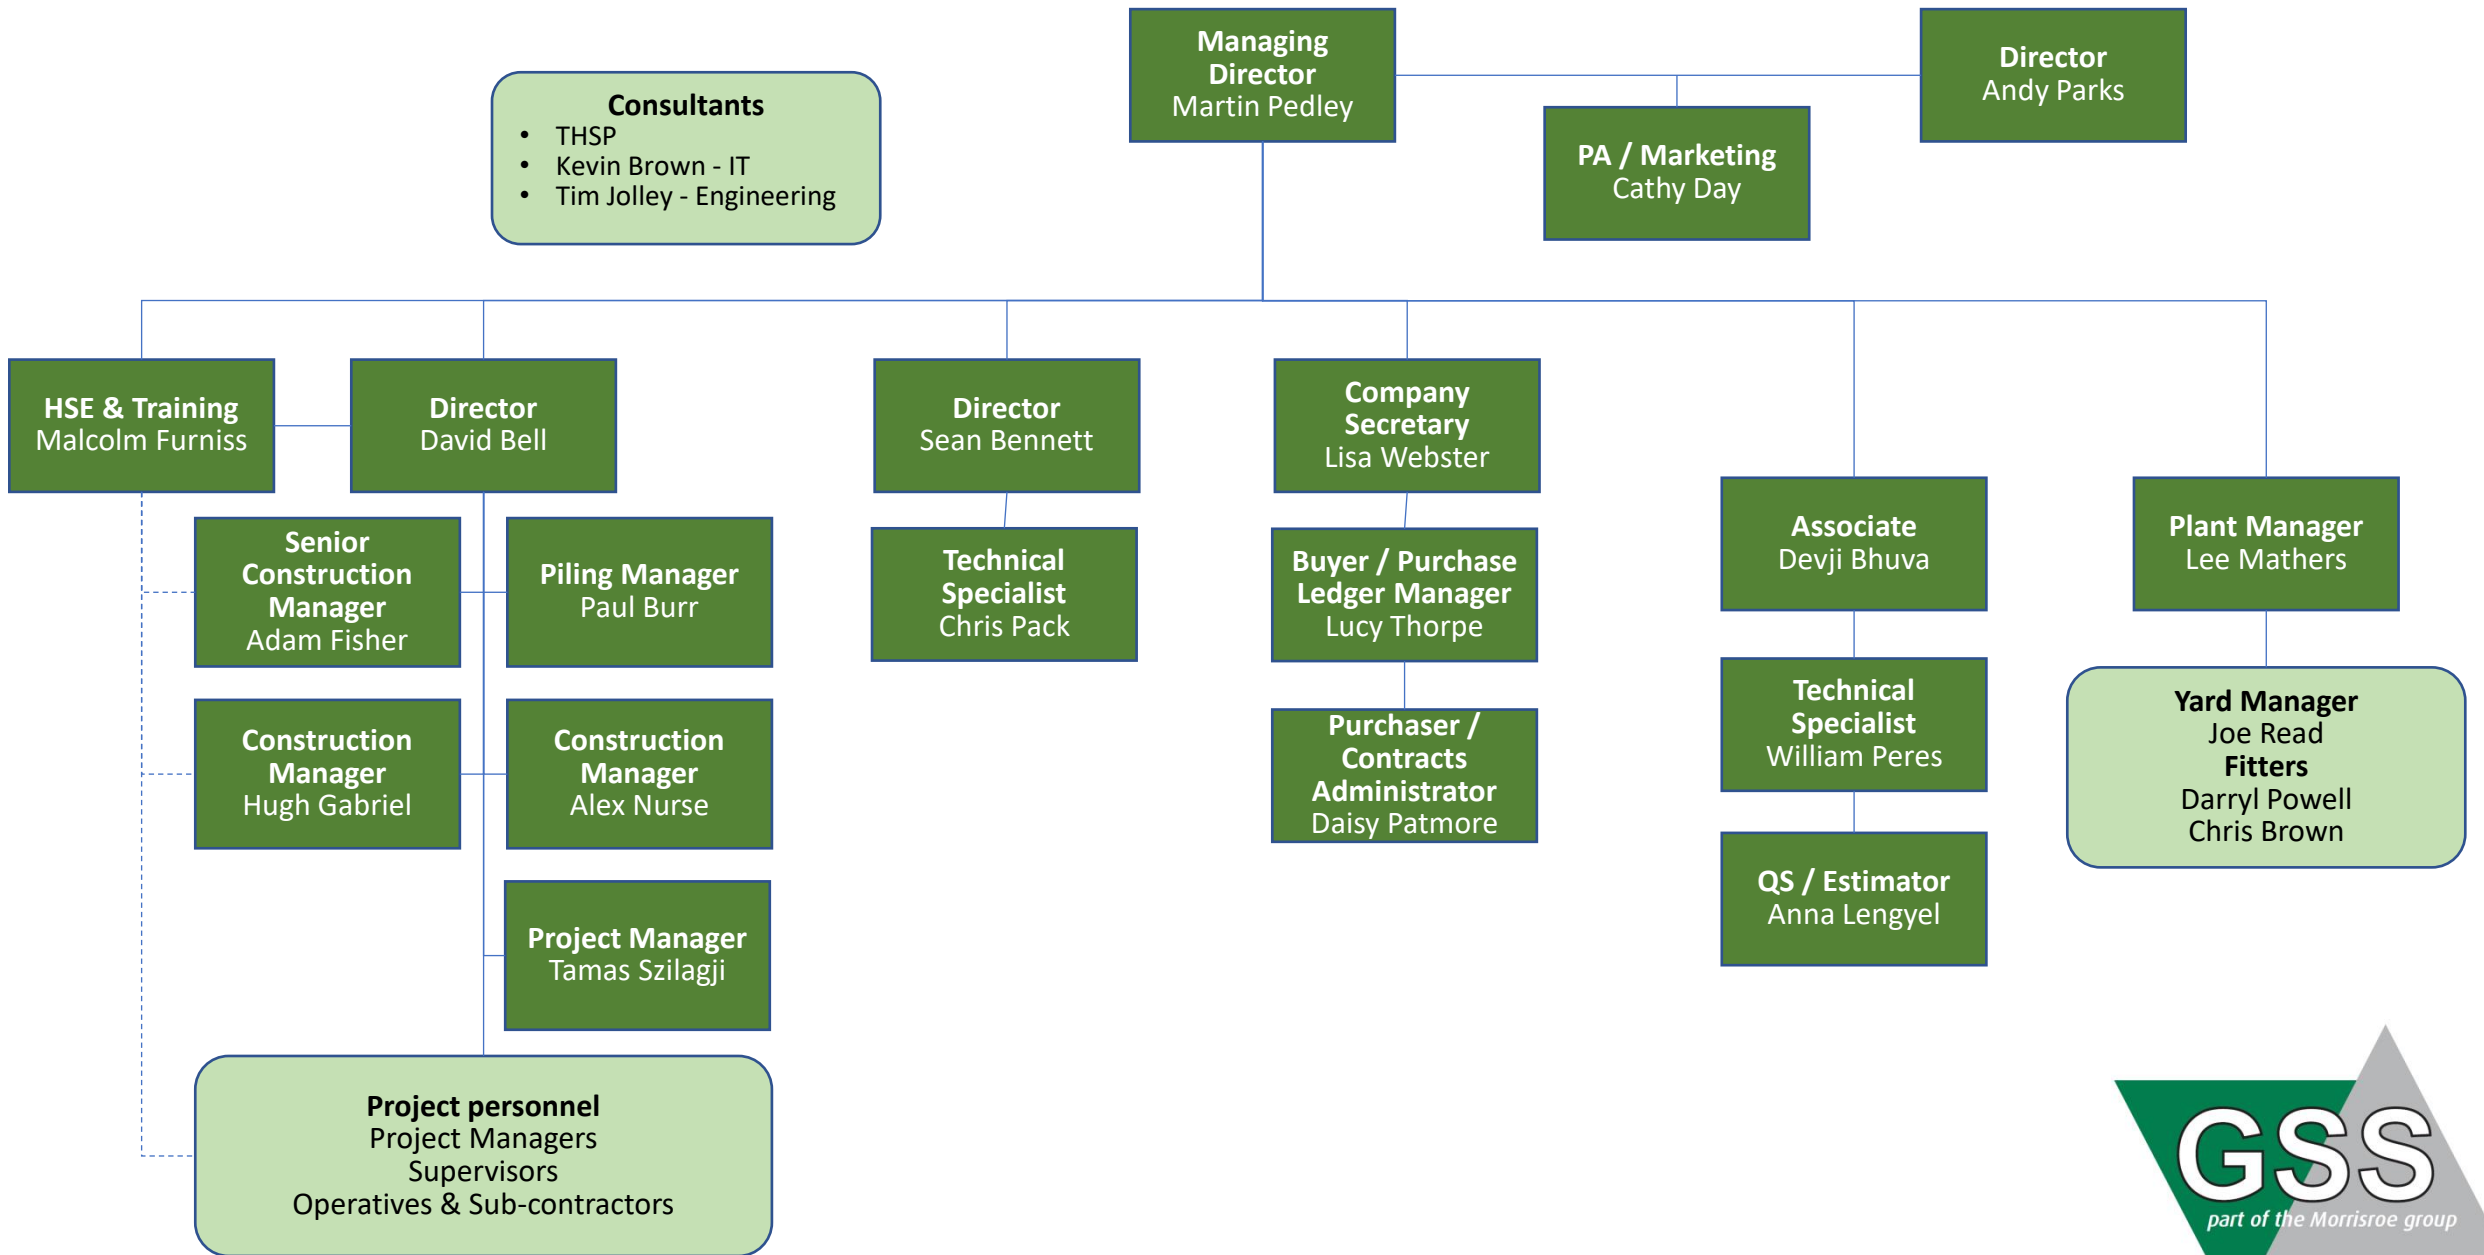 Managing
Director
Martin Pedley
Director
Andy Parks
Consultants
• THSP
• Kevin Brown - IT
• Tim Jolley - Engineering
PA / Marketing
Cathy Day
HSE & Training
Malcolm Furniss
Director
David Bell
Director
Sean Bennett
Company
Secretary
Lisa Webster
Associate
Devji Bhuva
Plant Manager
Lee Mathers
Senior
Construction
Manager
Adam Fisher
Piling Manager
Paul Burr
Technical
Specialist
Chris Pack
Buyer / Purchase
Ledger Manager
Lucy Thorpe
Technical
Specialist
William Peres
Yard Manager
Joe Read
Fitters
Darryl Powell
Chris Brown
Construction
Manager
Hugh Gabriel
Construction
Manager
Alex Nurse
Purchaser /
Contracts
Administrator
Daisy Patmore
QS / Estimator
Anna Lengyel
Project Manager
Tamas Szilagji
Project personnel
Project Managers
Supervisors
Operatives & Sub-contractors
GSS
part of the Morrisroe group